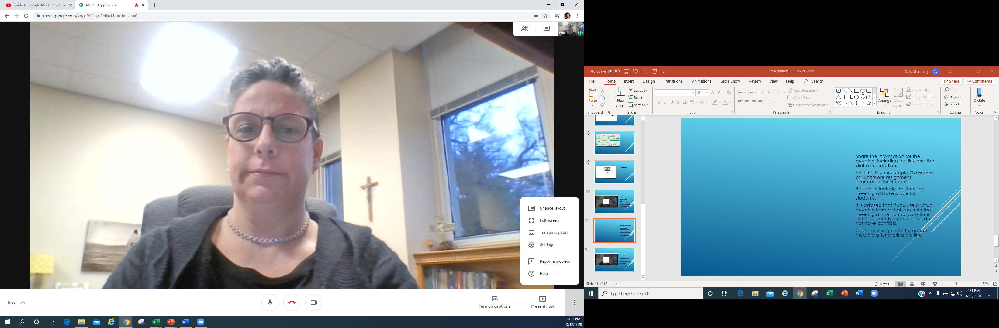 Guide to Google Meet - YouTube
Meet - kqg-fhjf-qys
meet.google.com/kqg-fhjf-qys?pli=1&authuser=0
1
You
Change layout
Full screen
Turn on captions
Settings
Report a problem
Help
test
Turn on captions
Present now
2:31 PM
3/12/2020
AutoSave Off
Presentation2 - PowerPoint
Sally Sternberg SS
File Home Insert Design Transitions Animations Slide Show Review View Help Search
Share Comments
Paste
New
Slide
Layout
Reset
Section
16
B I U S ab AV Aa A
Text Direction
Align Text
Convert to SmartArt
Arrange
Quick
Styles
Shape Fill
Shape Outline
Shape Effects
Find
Replace
Select
Dictate
Clipboard Slides Font Paragraph Drawing Editing Voice
8
9
10
11
12
Share the information for the
meeting, including the link and the
dial in information.
Post this in your Google Classroom
or Sycamore assignment
information for students.
Be sure to include the time the
meeting will take place for
students.
It is advised that if you use a virtual
meeting format that you hold the
meeting at the normal class time
so that students and teachers do
not have conflicts.
Click the x to go into the actual
meeting after sharing the link.
Slide 11 of 12
Notes
72%
Type here to search
2:31 PM
3/12/2020